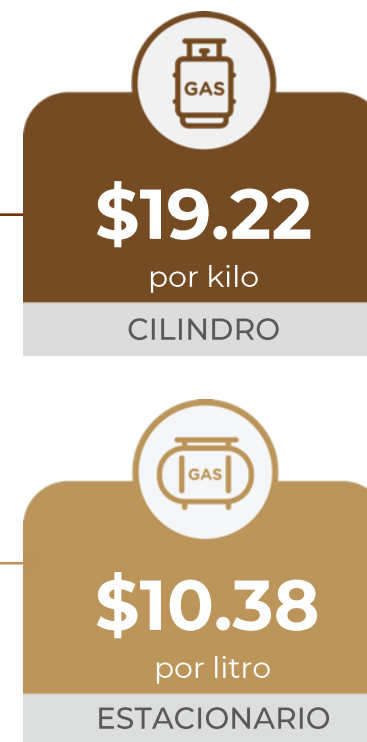 GAS
$19.22
por kilo
CILINDRO
GAS
$10.38
por litro
ESTACIONARIO